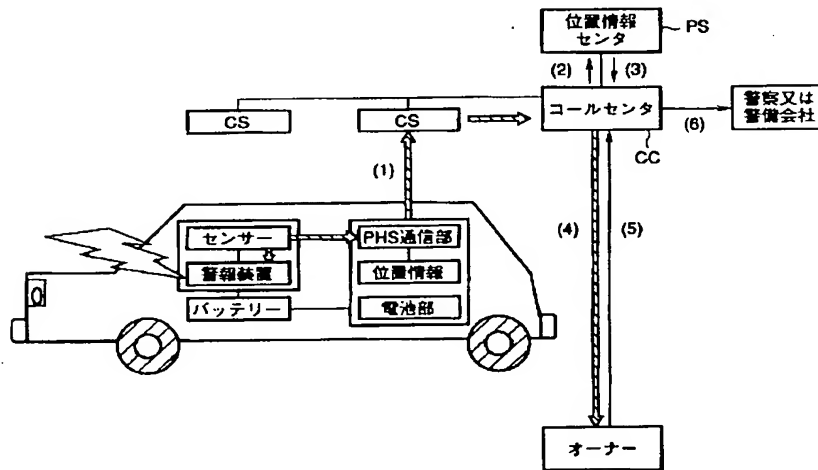 位置情報
センタ
PS
(2)
(3)
CS
CS
コールセンタ
(6)
警察又は
警備会社
CC
(1)
センサー
PHS通信部
警報装置
位置情報
バッテリー
電池部
(4)
(5)
オーナー